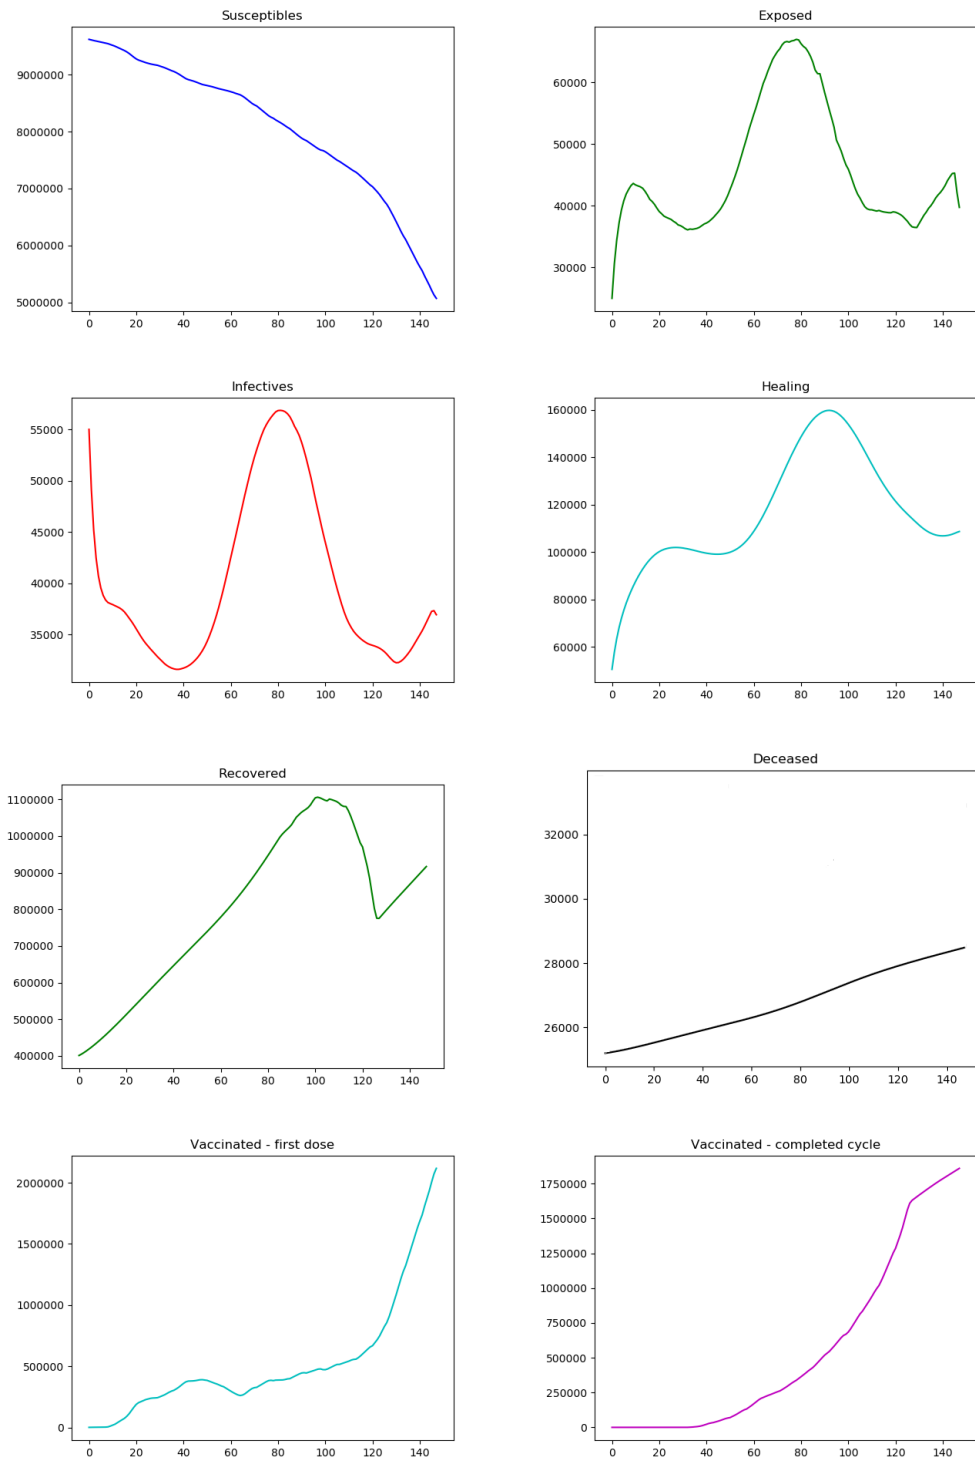 Susceptibles
9000000
8000000
7000000
6000000
5000000
0 20 40 60 80 100 120 140
Exposed
60000
50000
40000
30000
0 20 40 60 80 100 120 140
Infectives
55000
50000
45000
40000
35000
0 20 40 60 80 100 120 140
Healing
160000
140000
120000
100000
80000
60000
0 20 40 60 80 100 120 140
Recovered
1100000
1000000
900000
800000
700000
600000
500000
400000
0 20 40 60 80 100 120 140
Deceased
32000
30000
28000
26000
0 20 40 60 80 100 120 140
Vaccinated - first dose
2000000
1500000
1000000
500000
0
0 20 40 60 80 100 120 140
Vaccinated - completed cycle
1750000
1500000
1250000
1000000
750000
500000
250000
0
0 20 40 60 80 100 120 140